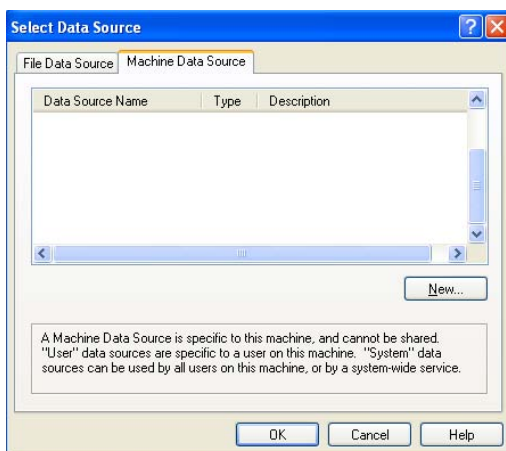 Select Data Source
File Data Source Machine Data Source
Data Source Name Type Description
New...
A Machine Data Source is specific to this machine, and cannot be shared.
"User" data sources are specific to a user on this machine. "System" data
sources can be used by all users on this machine, or by a system-wide service.
OK Cancel Help